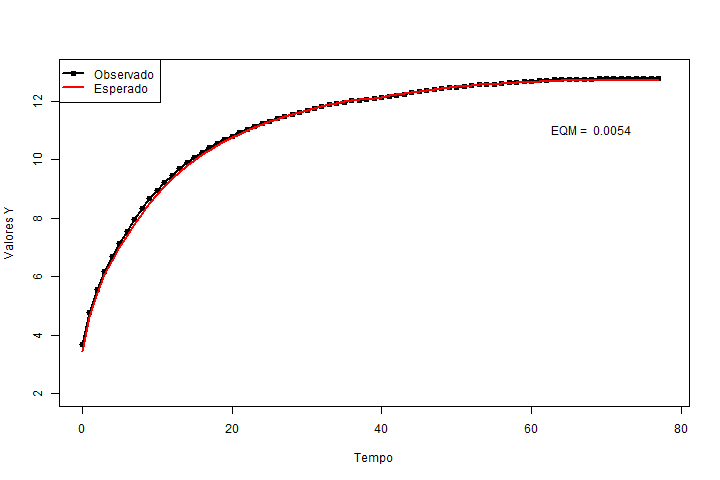 Observado
Esperado
12
10
8
6
4
2
EQM = 0.0054
Valores Y
0
20
40
60
80
Tempo